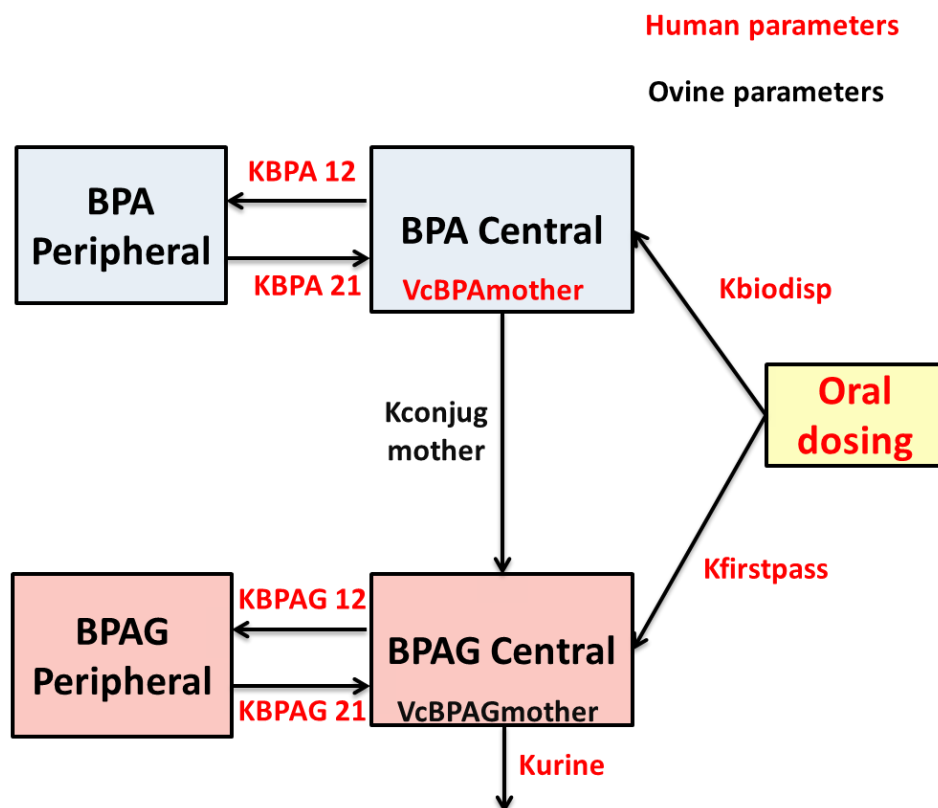 Human parameters
Ovine parameters
KBPA 12
BPA
Peripheral
BPA Central
KBPA 21
VcBPAmother
Kbiodisp
Oral
dosing
Kconjug
mother
Kfirstpass
KBPAG 12
BPAG
Peripheral
BPAG Central
KBPAG 21
VcBPAGmother
Kurine